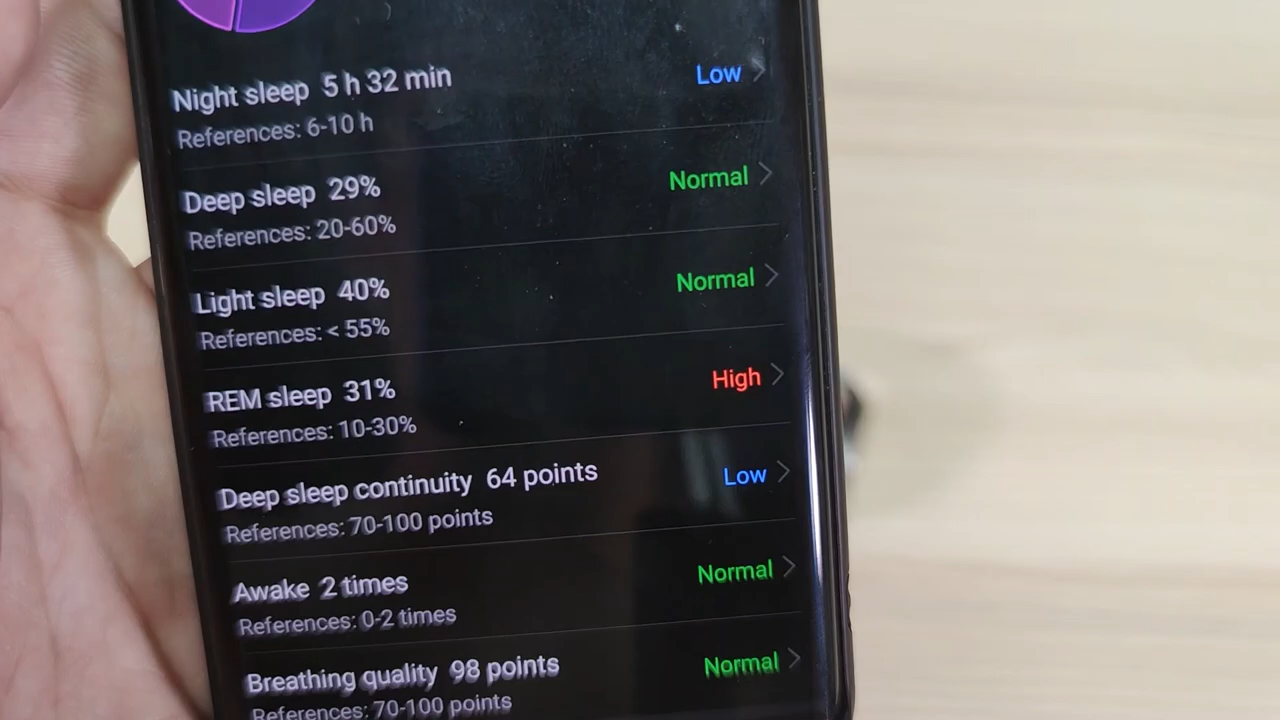 Night sleep 5 h 32 min Low
References: 6-10 h
Deep sleep 29% Normal
References: 20-60%
Light sleep 40% Normal
References: < 55%
REM sleep 31% High
References: 10-30%
Deep sleep continuity 64 points Low
References: 70-100 points
Awake 2 times Normal
References: 0-2 times
Breathing quality 98 points Normal
References: 70-100 points